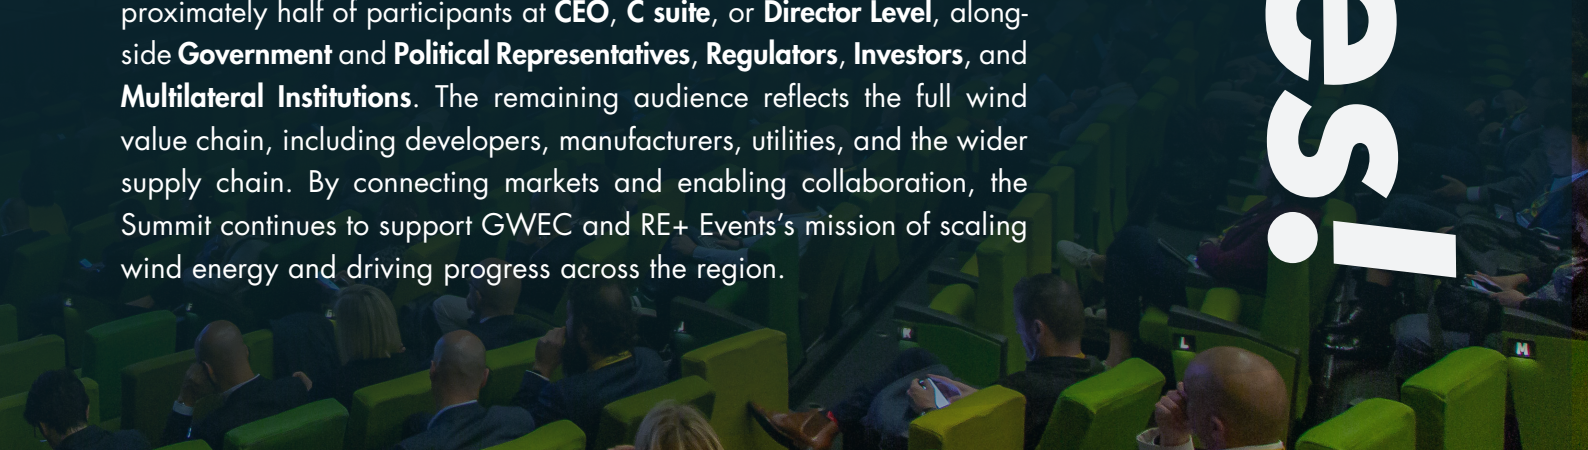 proximately half of participants at CEO, C suite, or Director Level, along-
side Government and Political Representatives, Regulators, Investors, and
Multilateral Institutions. The remaining audience reflects the full wind
value chain, including developers, manufacturers, utilities, and the wider
supply chain. By connecting markets and enabling collaboration, the
Summit continues to support GWEC and RE+ Events’s mission of scaling
wind energy and driving progress across the region.
es!
J
K
L
M